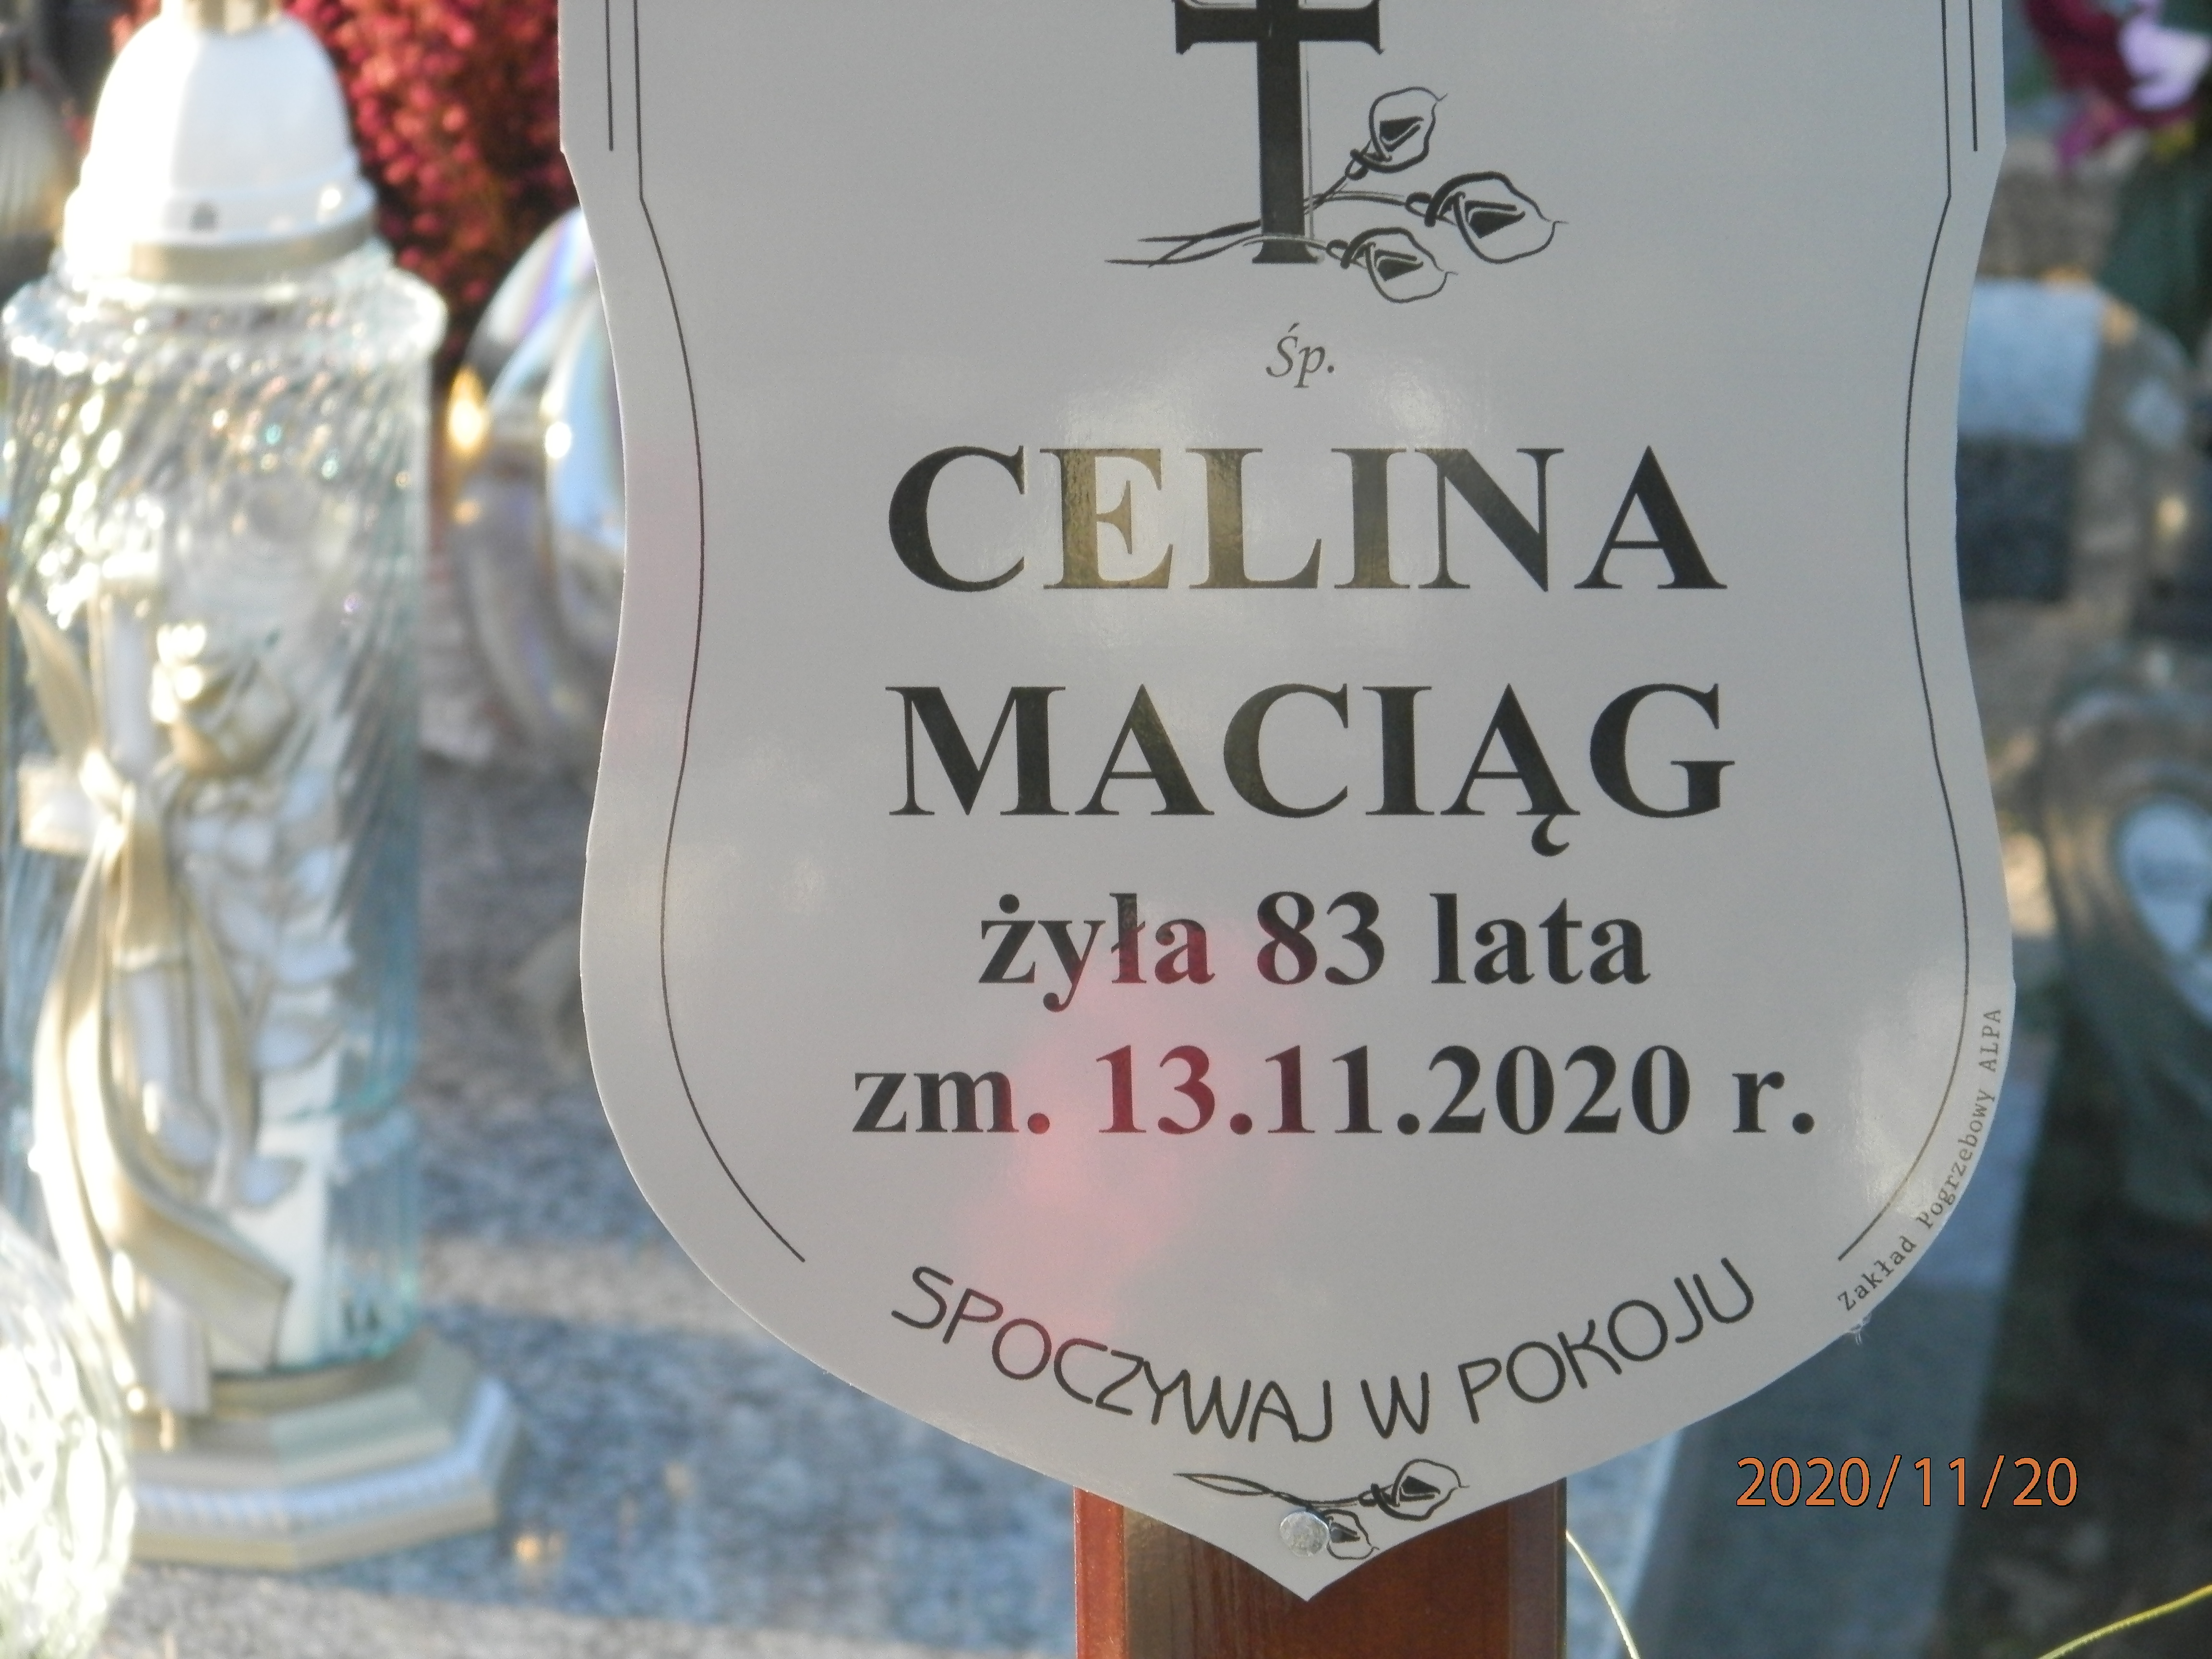 Śp.
CELINA
MACIĄG
żyła 83 lata
zm. 13.11.2020 r.
SPOCZYWAJ W POKOJU
Zakład Pogrzebowy ALPA
2020/11/20